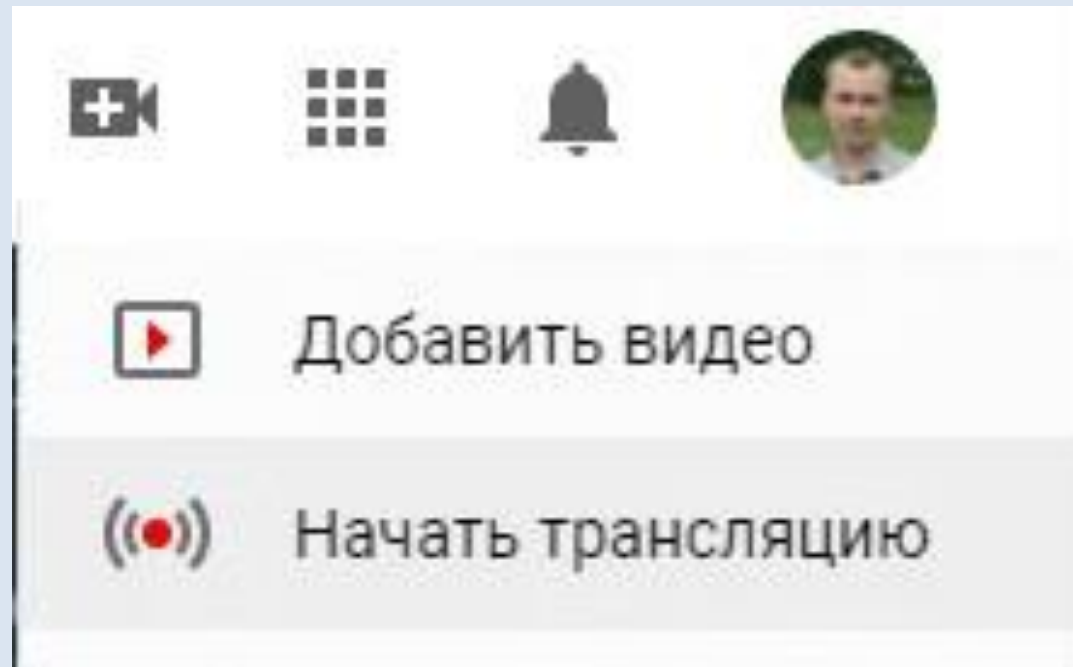 Добавить видео
Начать трансляцию